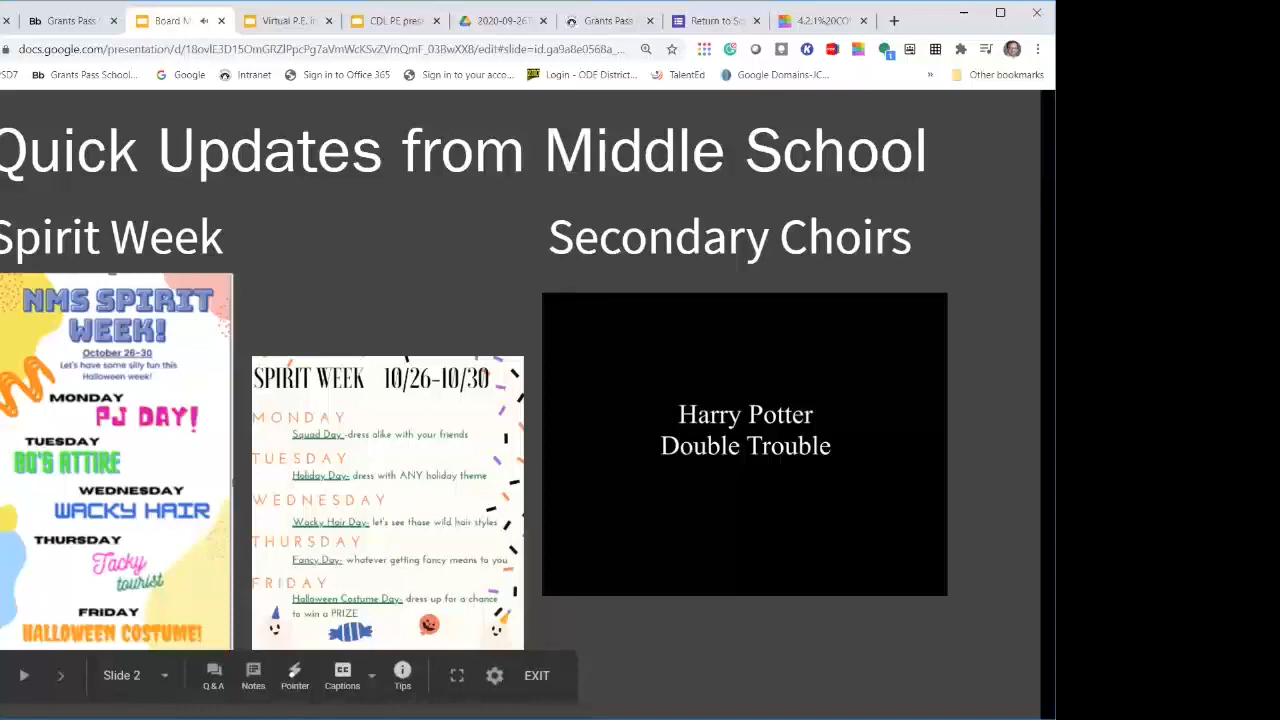 Bb Grants Pass
Board M
Virtual P.E. in
CDL PE pres
2020-09-26T
Grants Pass
Return to Sc
4.2.1%20CO
docs.google.com/presentation/d/
Bb Grants Pass School...
Google
Intranet
Sign in to Office 365
Sign in to your acco...
Login - ODE District...
TalentEd
Google Domains-JC...
»
Other bookmarks
Quick Updates from Middle School
Spirit Week
Secondary Choirs
NMS SPIRIT
WEEK!
October 26-30
Let's have some silly fun this
Halloween week!
MONDAY
PJ DAY!
TUESDAY
80'S ATTIRE
WEDNESDAY
WACKY HAIR
THURSDAY
Tacky
tourist
FRIDAY
HALLOWEEN COSTUME!
SPIRIT WEEK 10/26-10/30
MONDAY
Squad Day -dress alike with your friends
TUESDAY
Holiday Day- dress with ANY holiday theme
WEDNESDAY
Wacky Hair Day- let's see those wild hair styles
THURSDAY
Fancy Day- whatever getting fancy means to you
FRIDAY
Halloween Costume Day- dress up for a chance
to win a PRIZE
Harry Potter
Double Trouble
Slide 2
Q & A
Notes
Pointer
Captions
Tips
EXIT